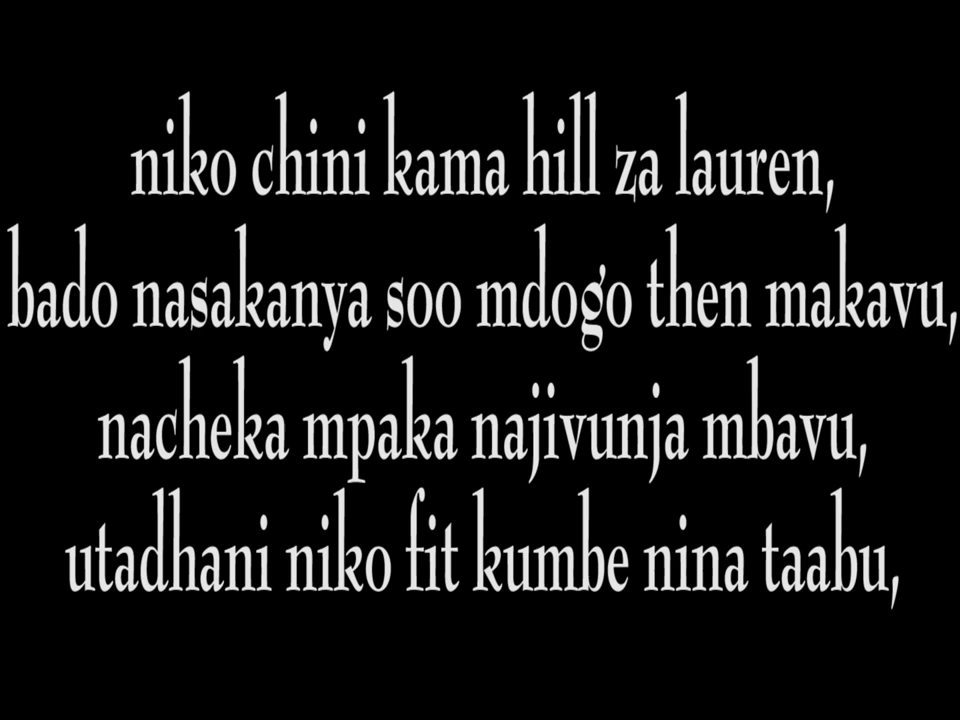 niko chini kama hill za lauren,
bado nasakanya soo mdogo then makavu,
nacheka mpaka najivunja mbavu,
utadhani niko fit kumbe nina taabu,